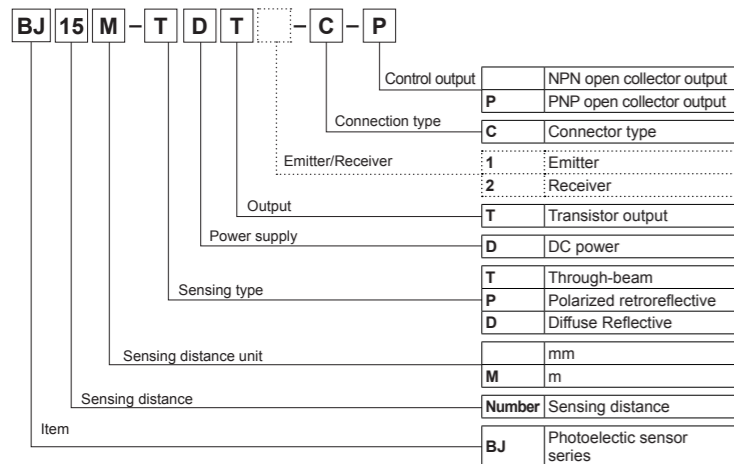 BJ 15 M - T D T - C - P
Control output
NPN open collector output
P PNP open collector output
Connection type
C Connector type
Emitter/Receiver
1 Emitter
2 Receiver
Output
T Transistor output
Power supply
D DC power
Sensing type
T Through-beam
P Polarized retroreflective
D Diffuse Reflective
Sensing distance unit
mm
M m
Sensing distance
Number Sensing distance
Item
BJ Photoelectic sensor
series